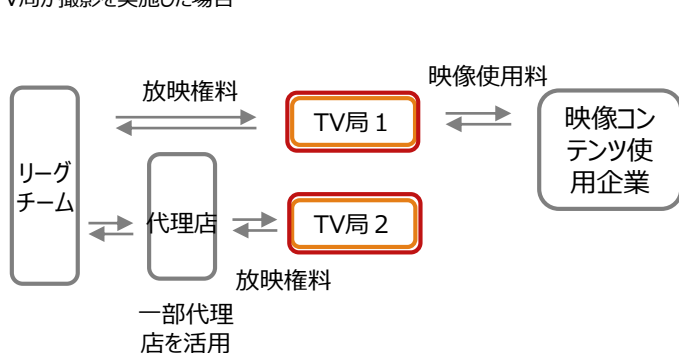 V局が撮影を実施した場合
放映権料
映像使用料
TV局1
映像コン
テンツ使
用企業
リーグ
チーム
代理店
TV局2
放映権料
一部代理
店を活用